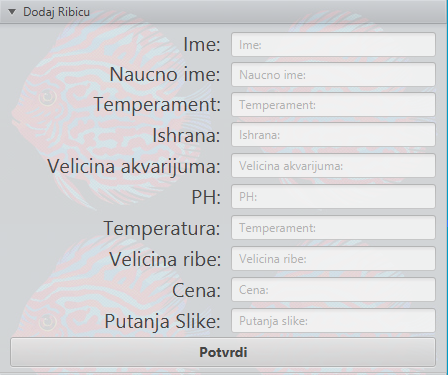 Dodaj Ribicu
Ime: Ime:
Naucno ime: Naucno ime:
Temperament: Temperament:
Ishrana: Ishrana:
Velicina akvarijuma: Velicina akvarijuma:
PH: PH:
Temperatura: Temperament:
Velicina ribe: Velicina ribe:
Cena: Cena:
Putanja Slike: Putanja slike:
Potvrdi